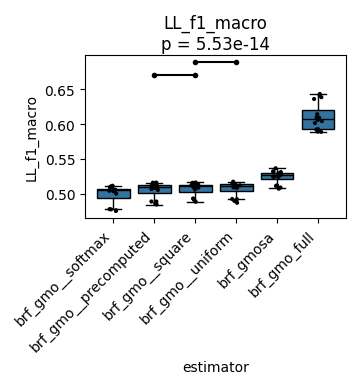 LL_f1_macro
p = 5.53e-14
LL_f1_macro
0.65
0.60
0.55
0.50
brf_gmo__softmax
brf_gmo__precomputed
brf_gmo__square
brf_gmo__uniform
brf_gmosa
brf_gmo_full
estimator